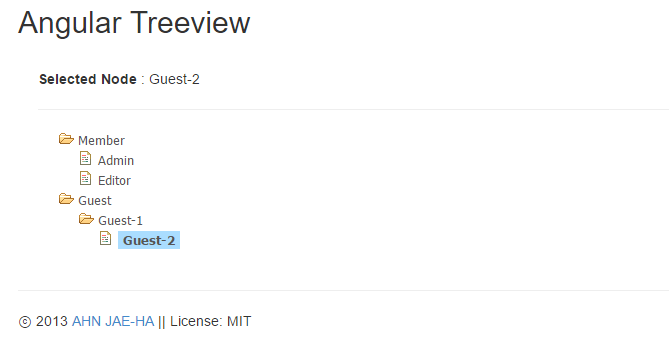 Angular Treeview
Selected Node : Guest-2
Member
Admin
Editor
Guest
Guest-1
Guest-2
ⓒ 2013 AHN JAE-HA || License: MIT